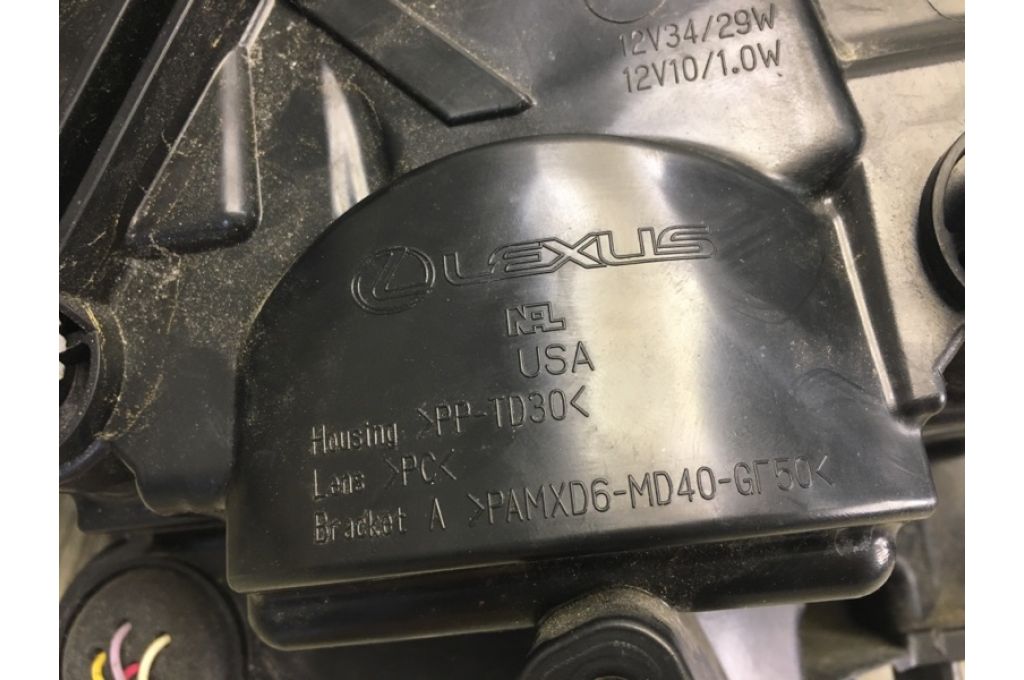 12V34/29W
12V10/1.0W
LEXUS
NAL
USA
Housing >PP-TD30<
Lens >PC<
Bracket A >PAMXD6-MD40-GF50<